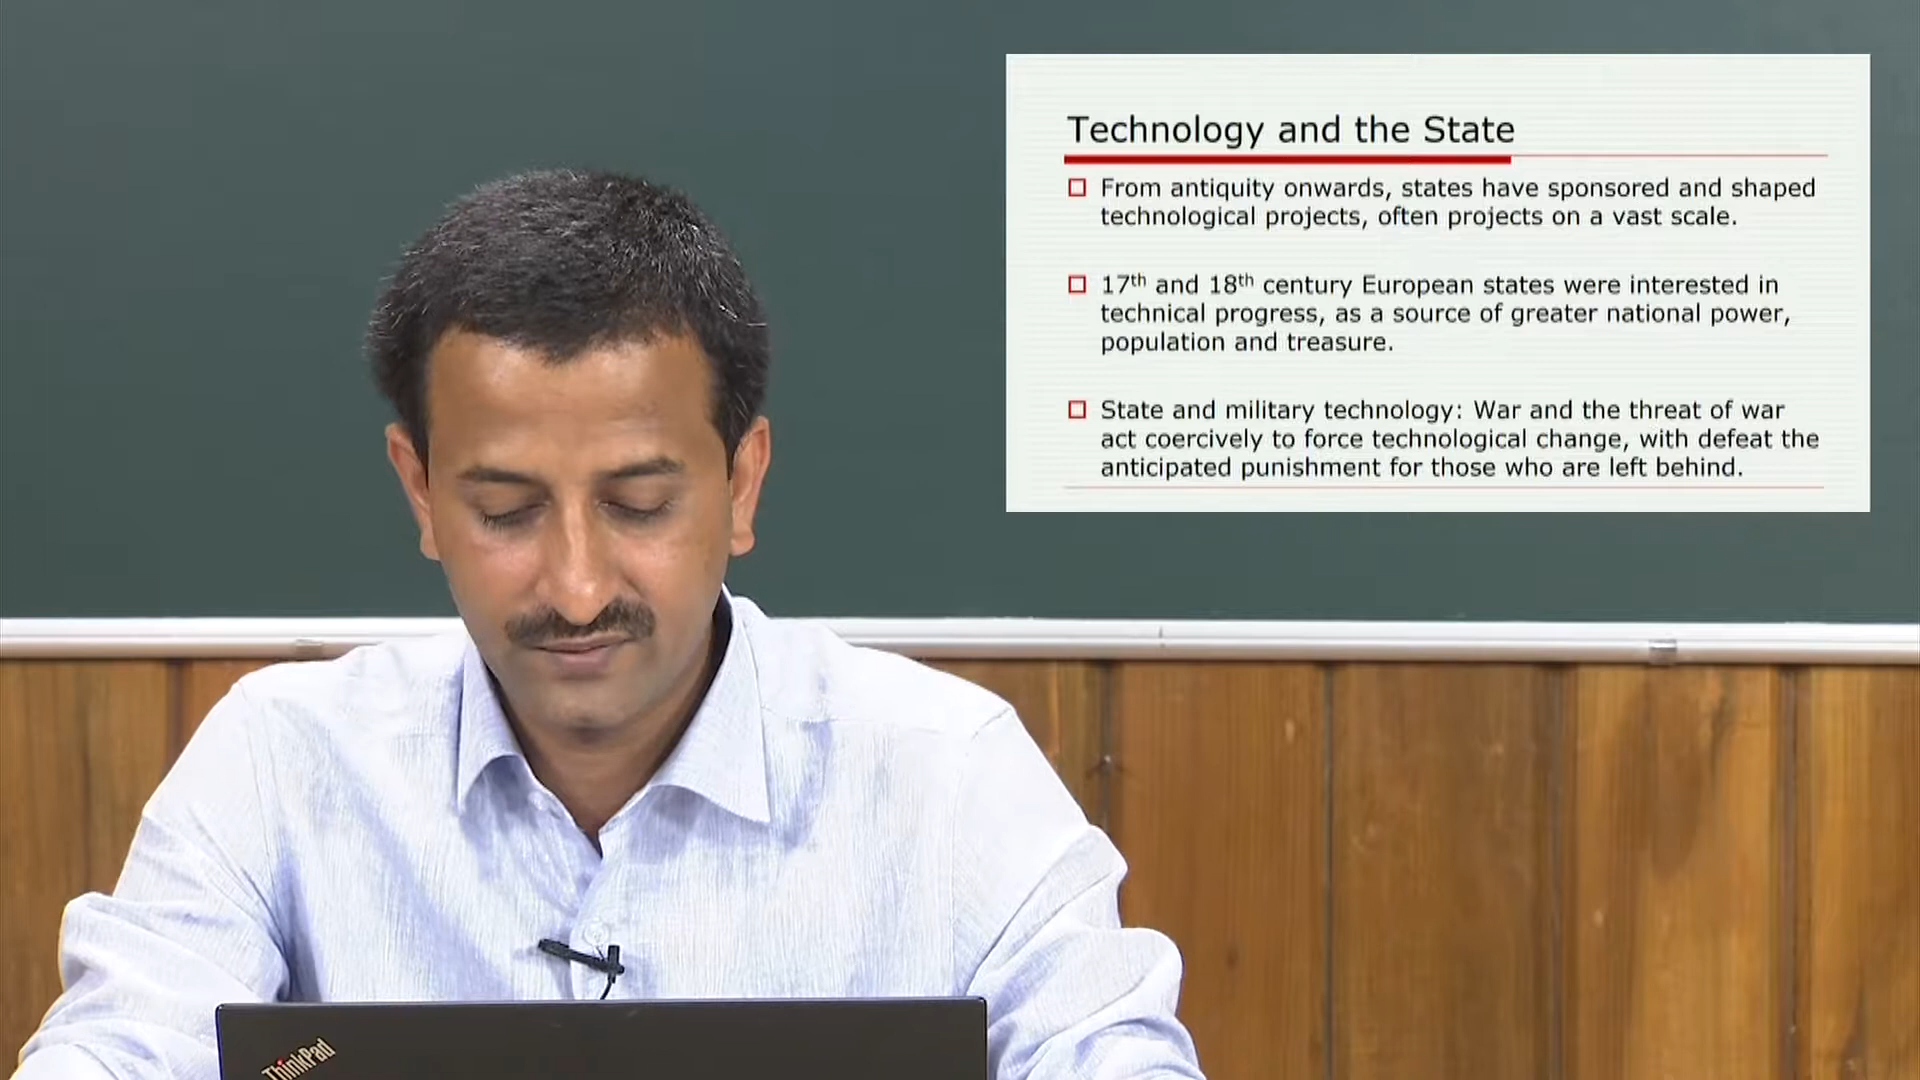 Technology and the State
From antiquity onwards, states have sponsored and shaped
technological projects, often projects on a vast scale.
17th and 18th century European states were interested in
technical progress, as a source of greater national power,
population and treasure.
State and military technology: War and the threat of war
act coercively to force technological change, with defeat the
anticipated punishment for those who are left behind.
ThinkPad